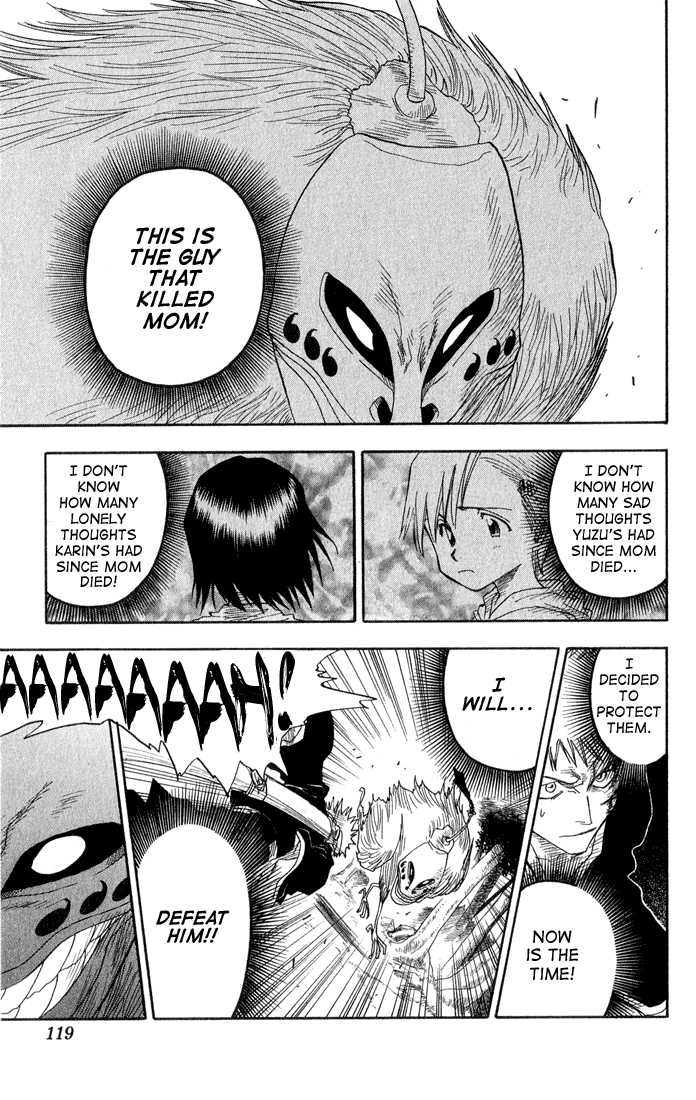 THIS IS
THE GUY
THAT
KILLED
MOM!
I DON'T
KNOW HOW
MANY SAD
THOUGHTS
YUZU'S HAD
SINCE MOM
DIED...
I DON'T
KNOW
HOW MANY
LONELY
THOUGHTS
KARIN'S HAD
SINCE MOM
DIED!
I
DECIDED
TO
PROTECT
THEM.
NOW
IS THE
TIME!
I
WILL...
DEFEAT
HIM!!
AAAAAAAAH!
119